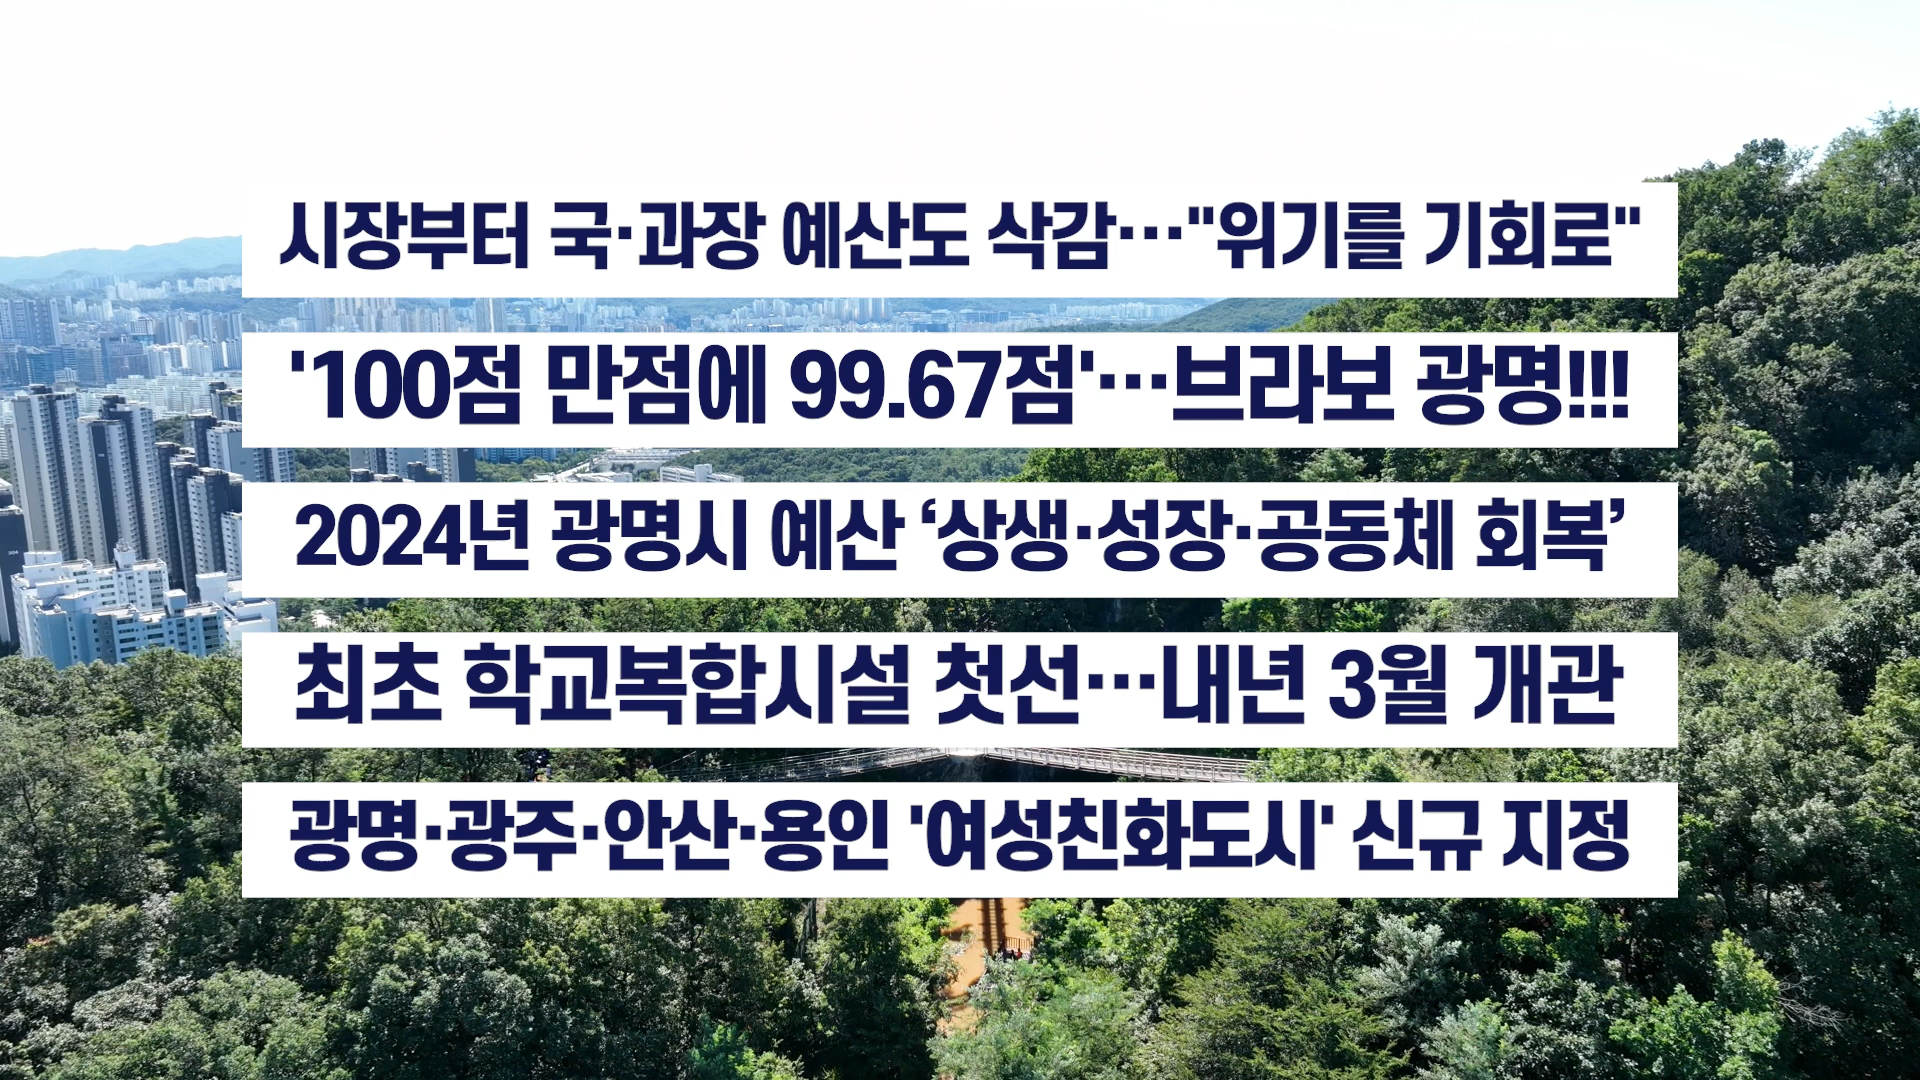 시장부터 국·과장 예산도 삭감…"위기를 기회로"
'100점 만점에 99.67점'…브라보 광명!!!
2024년 광명시 예산 ‘상생·성장·공동체 회복’
최초 학교복합시설 첫선…내년 3월 개관
광명·광주·안산·용인 '여성친화도시' 신규 지정